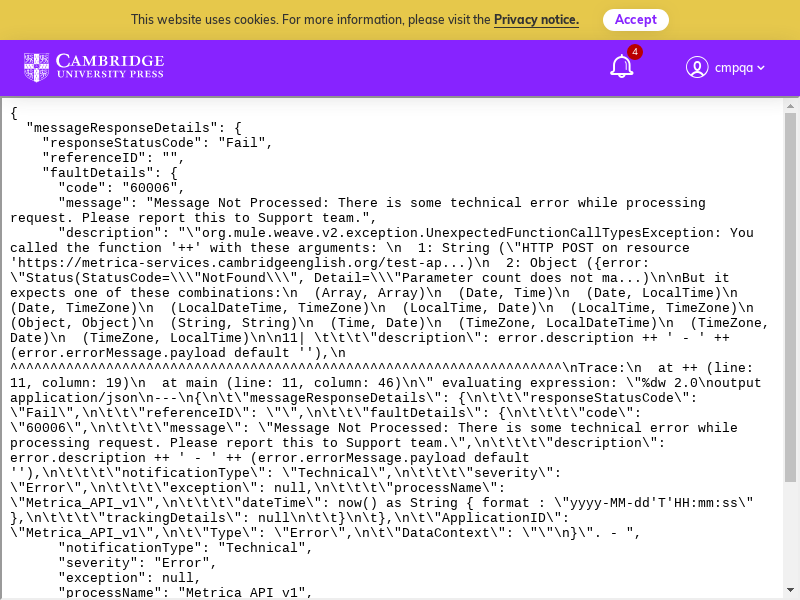 This website uses cookies. For more information, please visit the Privacy notice.
Accept
CAMBRIDGE
UNIVERSITY PRESS
4
cmpqa
{
  "messageResponseDetails": {
    "responseStatusCode": "Fail",
    "referenceID": "",
    "faultDetails": {
      "code": "60006",
      "message": "Message Not Processed: There is some technical error while processing
request. Please report this to Support team.",
      "description": "\"org.mule.weave.v2.exception.UnexpectedFunctionCallTypesException: You
called the function '++' with these arguments: \n  1: String (\"HTTP POST on resource
'https://metrica-services.cambridgeenglish.org/test-ap...)\n  2: Object ({error:
\"Status(StatusCode=\\\"NotFound\\\", Detail=\\\"Parameter count does not ma...)\n\nBut it
expects one of these combinations:\n  (Array, Array)\n  (Date, Time)\n  (Date, LocalTime)\n
(Date, TimeZone)\n  (LocalDateTime, TimeZone)\n  (LocalTime, Date)\n  (LocalTime, TimeZone)\n
(Object, Object)\n  (String, String)\n  (Time, Date)\n  (TimeZone, LocalDateTime)\n  (TimeZone,
Date)\n  (TimeZone, LocalTime)\n\n11| \t\t\t\"description\": error.description ++ ' - ' ++
(error.errorMessage.payload default ''),\n
^^^^^^^^^^^^^^^^^^^^^^^^^^^^^^^^^^^^^^^^^^^^^^^^^^^^^^^^^^^^^^^^^^^^^\nTrace:\n  at ++ (line:
11, column: 19)\n  at main (line: 11, column: 46)\n\" evaluating expression: \"%dw 2.0\noutput
application/json\n---\n{\n\t\"messageResponseDetails\": {\n\t\t\"responseStatusCode\":
\"Fail\",\n\t\t\"referenceID\": \"\",\n\t\t\"faultDetails\": {\n\t\t\t\"code\":
\"60006\",\n\t\t\t\"message\": \"Message Not Processed: There is some technical error while
processing request. Please report this to Support team.\",\n\t\t\t\"description\":
error.description ++ ' - ' ++ (error.errorMessage.payload default
''),\n\t\t\t\"notificationType\": \"Technical\",\n\t\t\t\"severity\":
\"Error\",\n\t\t\t\"exception\": null,\n\t\t\t\"processName\":
\"Metrica_API_v1\",\n\t\t\t\"dateTime\": now() as String { format : \"yyyy-MM-dd'T'HH:mm:ss\"
},\n\t\t\t\"trackingDetails\": null\n\t\t}\n\t},\n\t\"ApplicationID\":
\"Metrica_API_v1\",\n\t\"Type\": \"Error\",\n\t\"DataContext\": \"\"\n}\". - ",
      "notificationType": "Technical",
      "severity": "Error",
      "exception": null,
      "processName": "Metrica_API_v1",